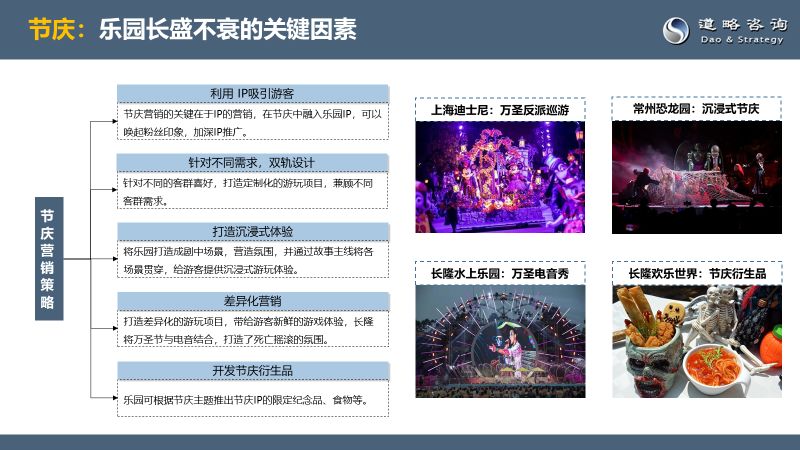 节庆：乐园长盛不衰的关键因素
道略咨询
Dao & Strategy
节庆营销策略
利用 IP吸引游客
节庆营销的关键在于IP的营销，在节庆中融入乐园IP，可以
唤起粉丝印象，加深IP推广。
针对不同需求，双轨设计
针对不同的客群喜好，打造定制化的游玩项目，兼顾不同
客群需求。
打造沉浸式体验
将乐园打造成剧中场景，营造氛围，并通过故事主线将各
场景贯穿，给游客提供沉浸式游玩体验。
差异化营销
打造差异化的游玩项目，带给游客新鲜的游戏体验，长隆
将万圣节与电音结合，打造了死亡摇滚的氛围。
开发节庆衍生品
乐园可根据节庆主题推出节庆IP的限定纪念品、食物等。
上海迪士尼：万圣反派巡游
常州恐龙园：沉浸式节庆
长隆水上乐园：万圣电音秀
长隆欢乐世界：节庆衍生品